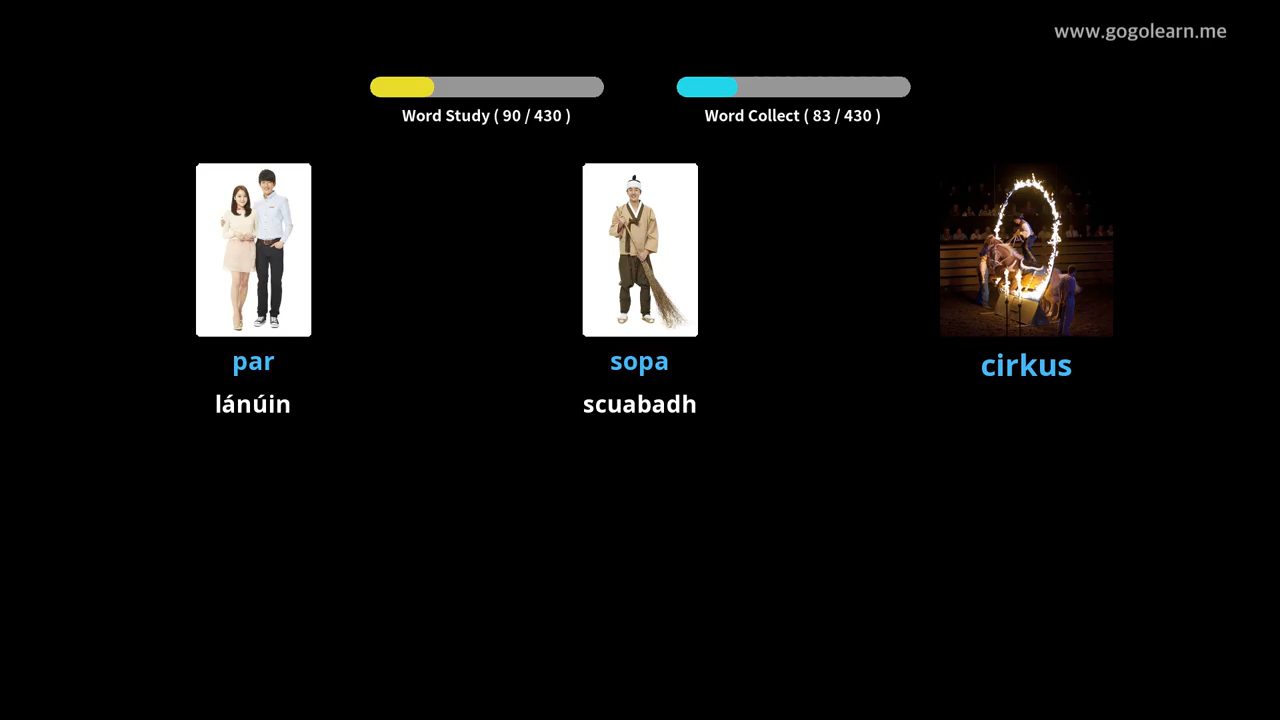 www.gogolearn.me
Word Study ( 90 / 430 )
Word Collect ( 83 / 430 )
par
sopa
cirkus
lánúin
scuabadh